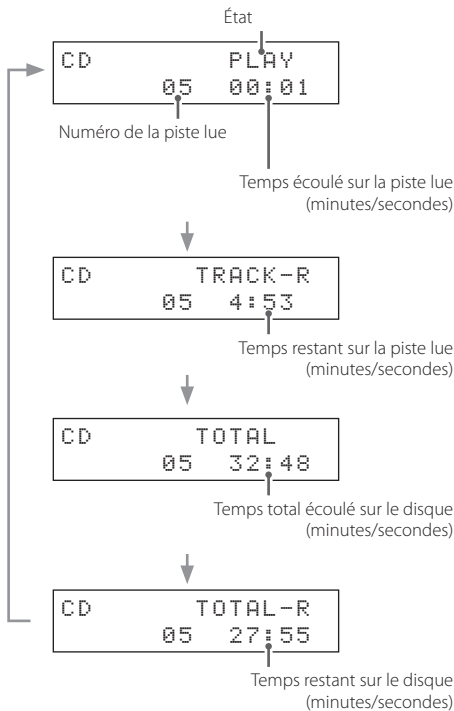 État
CD PLAY
05 00:01
Numéro de la piste lue
Temps écoulé sur la piste lue
(minutes/secondes)
CD TRACK-R
05 4:53
Temps restant sur la piste lue
(minutes/secondes)
CD TOTAL
05 32:48
Temps total écoulé sur le disque
(minutes/secondes)
CD TOTAL-R
05 27:55
Temps restant sur le disque
(minutes/secondes)